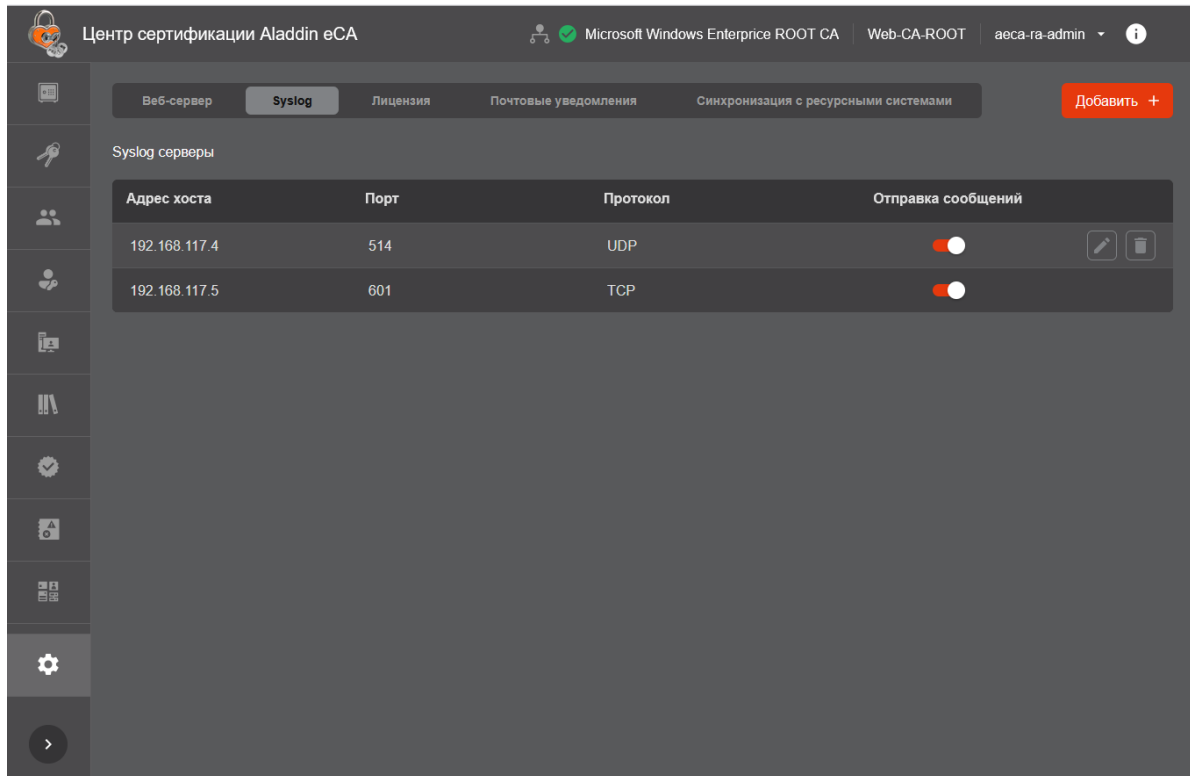 Центр сертификации Aladdin eCA Microsoft Windows Enterprice ROOT CA Web-CA-ROOT aeca-ra-admin
Веб-сервер Syslog Лицензия Почтовые уведомления Синхронизация с ресурсными системами Добавить +
Syslog серверы
Адрес хоста Порт Протокол Отправка сообщений
192.168.117.4 514 UDP
192.168.117.5 601 TCP